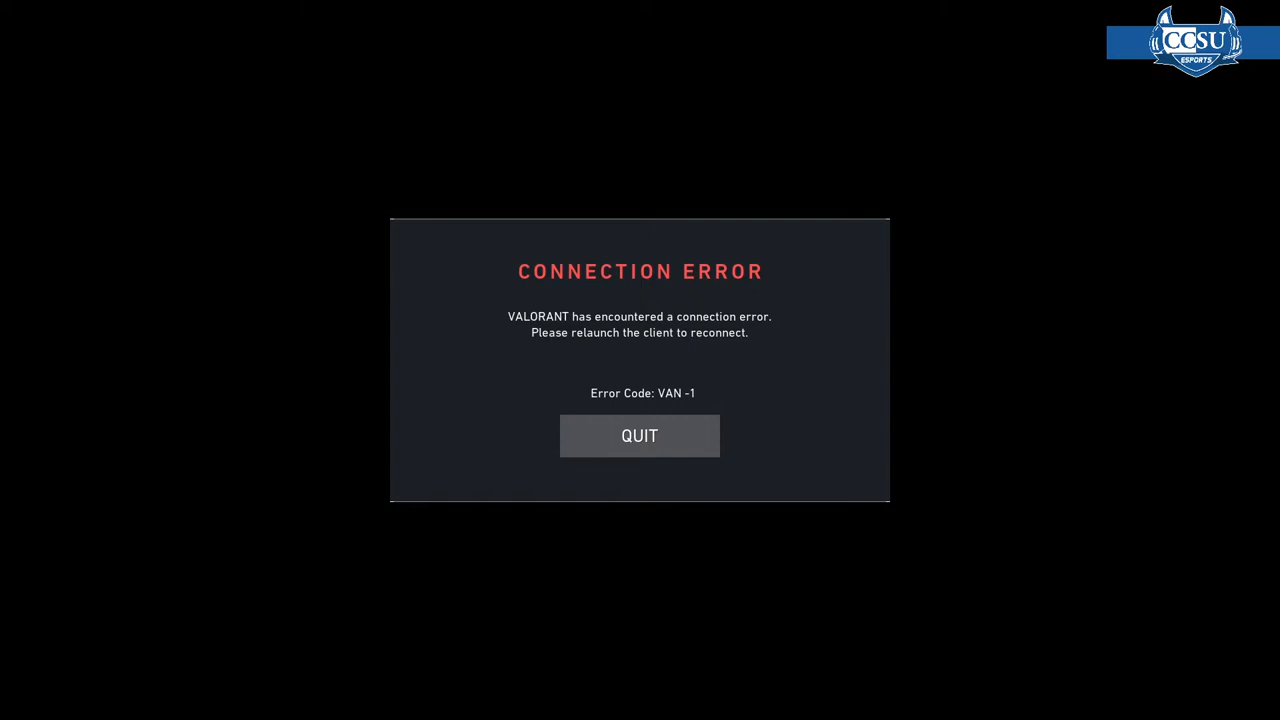 CCSU
ESPORTS
CONNECTION ERROR
VALORANT has encountered a connection error.
Please relaunch the client to reconnect.
Error Code: VAN -1
QUIT